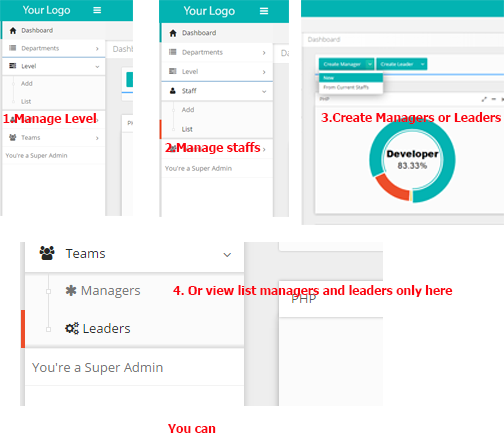 Your Logo
Dashboard
Departments
Level
Add
List
1.Manage Level
Teams
You're a Super Admin
Dashboard
Your Logo
Dashboard
Departments
Level
Staff
Add
List
2.Manage staffs
You're a Super Admin
Dashboard
Create Manager
Create Leader
New
From Current Staffs
PHP
3.Create Managers or Leaders
Developer
83.33%
Teams
Managers
Leaders
You're a Super Admin
PHP
4. Or view list managers and leaders only here
You can